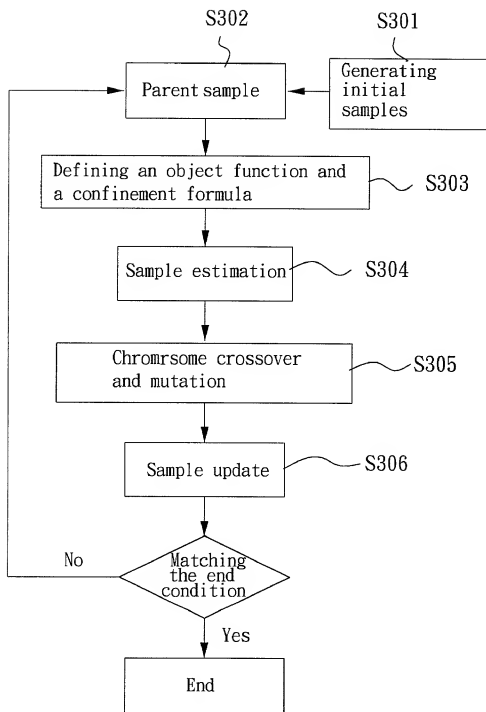 S302
S301
Parent sample
Generating
initial
samples
Defining an object function and
a confinement formula
S303
Sample estimation
S304
Chromrsome crossover
and mutation
S305
Sample update
S306
Matching
the end
condition
No
Yes
End